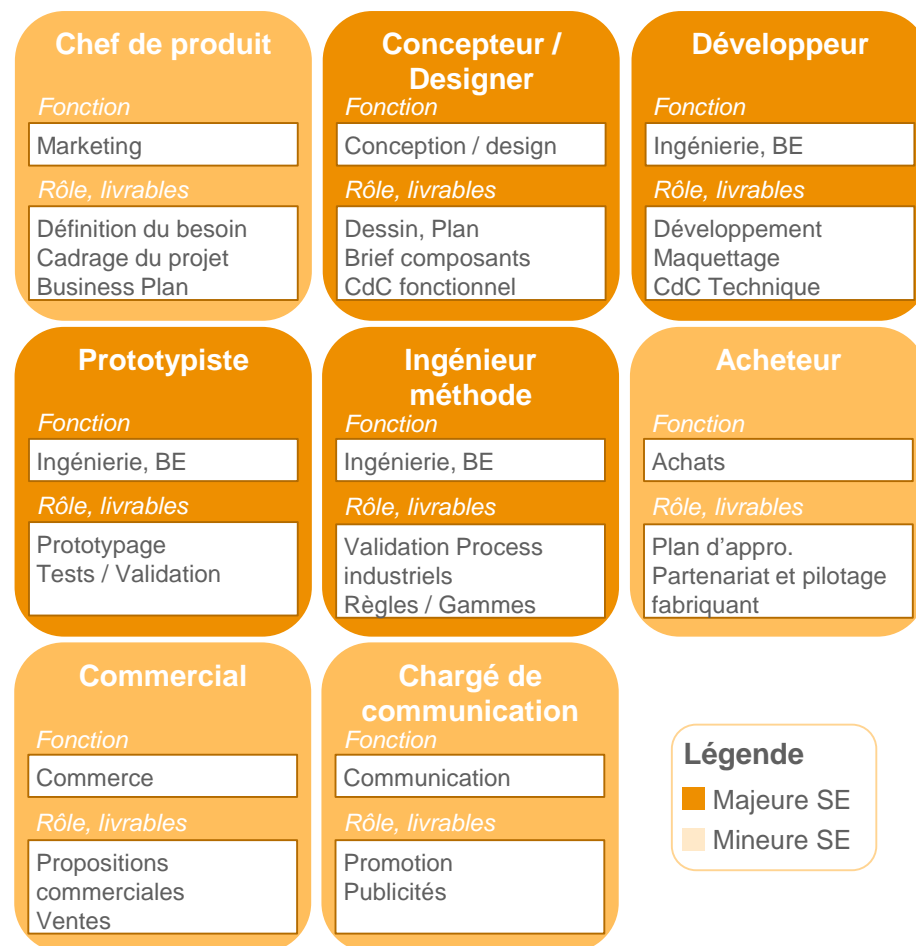 Chef de produit
Fonction
Marketing
Rôle, livrables
Définition du besoin
Cadrage du projet
Business Plan
Concepteur /
Designer
Fonction
Conception / design
Rôle, livrables
Dessin, Plan
Brief composants
CdC fonctionnel
Développeur
Fonction
Ingénierie, BE
Rôle, livrables
Développement
Maquettage
CdC Technique
Prototypiste
Fonction
Ingénierie, BE
Rôle, livrables
Prototypage
Tests / Validation
Ingénieur
méthode
Fonction
Ingénierie, BE
Rôle, livrables
Validation Process
industriels
Règles / Gammes
Acheteur
Fonction
Achats
Rôle, livrables
Plan d’appro.
Partenariat et pilotage
fabriquant
Commercial
Fonction
Commerce
Rôle, livrables
Propositions
commerciales
Ventes
Chargé de
communication
Fonction
Communication
Rôle, livrables
Promotion
Publicités
Légende
Majeure SE
Mineure SE